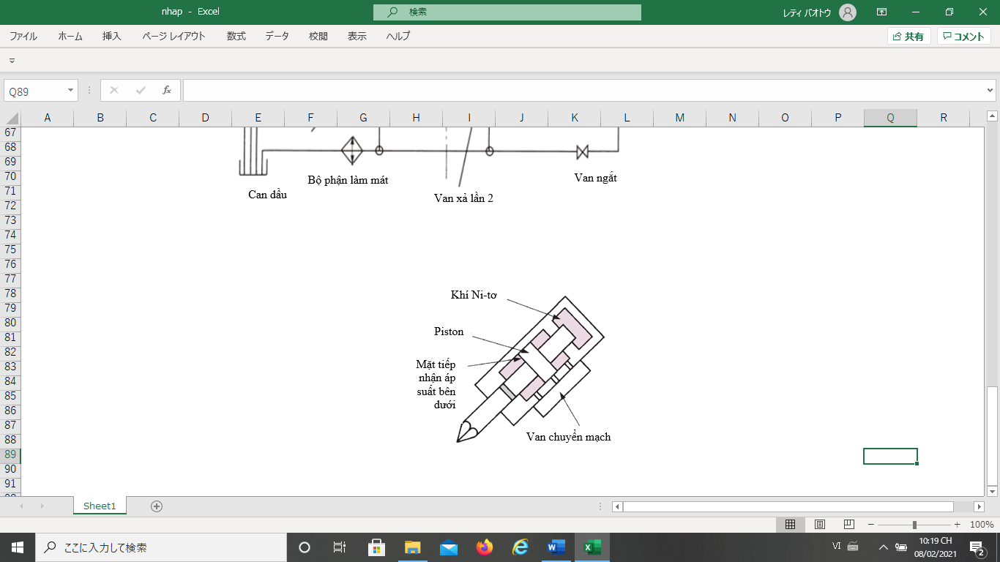 nhap - Excel
検索
レティ バオトウ
ファイル ホーム 挿入 ページ レイアウト 数式 データ 校閲 表示 ヘルプ
共有 コメント
Q89
fx
A B C D E F G H I J K L M N O P Q R
67
68
69
70
71
72
73
74
75
76
77
78
79
80
81
82
83
84
85
86
87
88
89
90
91
Bộ phận làm mát
Van ngắt
Can dầu
Van xả lần 2
Khí Ni-tơ
Piston
Mặt tiếp
nhận áp
suất bên
dưới
Van chuyển mạch
Sheet1
100%
ここに入力して検索
VI
10:19 CH
08/02/2021
2